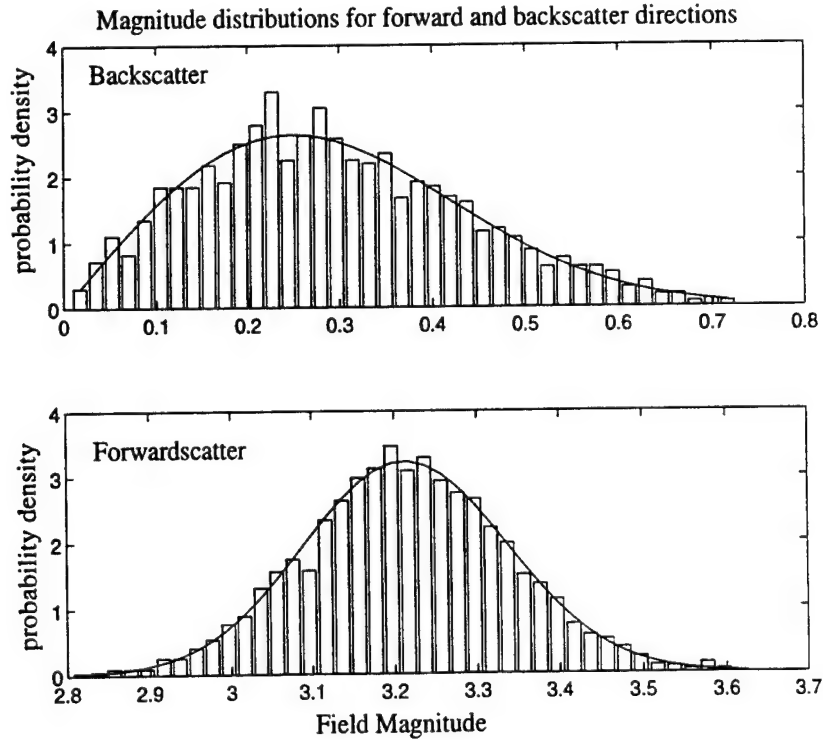 Magnitude distributions for forward and backscatter directions
Backscatter
probability density
4
3
2
1
0
0 0.1 0.2 0.3 0.4 0.5 0.6 0.7 0.8
Forwardscatter
probability density
4
3
2
1
0
2.8 2.9 3 3.1 3.2 3.3 3.4 3.5 3.6 3.7
Field Magnitude